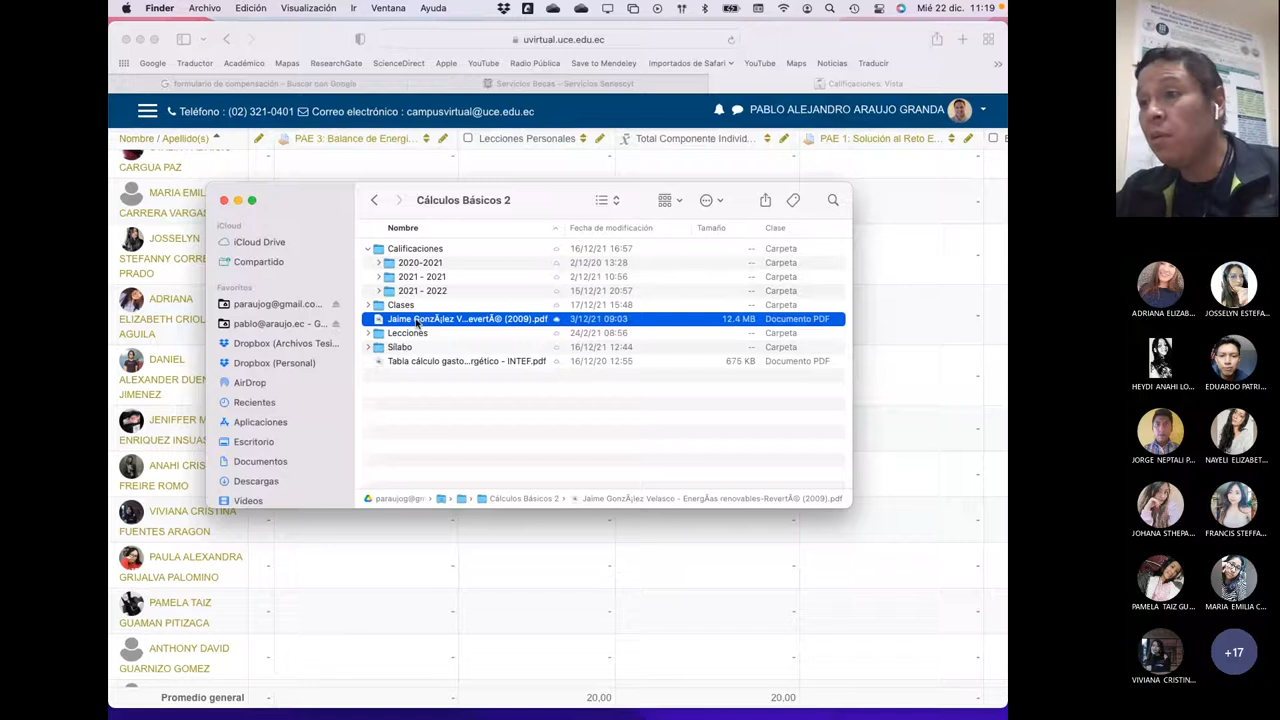 Finder Archivo Edición Visualización Ir Ventana Ayuda Mié 22 dic. 11:19
uvirtual.uce.edu.ec
Google Traductor Académico Mapas ResearchGate ScienceDirect Apple YouTube Radio Pública Save to Mendeley Importados de Safari YouTube Maps Noticias Traducir
formulario de compensación – Buscar con Google Servicios Becas – Servicios Senescyt Calificaciones: Vista
Teléfono : (02) 321-0401 Correo electrónico : campusvirtual@uce.edu.ec PABLO ALEJANDRO ARAUJO GRANDA
Nombre / Apellido(s) PAE 3: Balance de Energí... Lecciones Personales Total Componente Individ... PAE 1: Solución al Reto E...
CARGUA PAZ
MARIA EMIL
CARRERA VARGAS
JOSSELYN
STEFANNY CORRE
PRADO
ADRIANA
ELIZABETH CRIOL
AGUILA
DANIEL
ALEXANDER DUEN
JIMENEZ
JENIFFER M
ENRIQUEZ INSUAS
ANAHI CRIS
FREIRE ROMO
VIVIANA CRISTINA
FUENTES ARAGON
PAULA ALEXANDRA
GRIJALVA PALOMINO
PAMELA TAIZ
GUAMAN PITIZACA
ANTHONY DAVID
GUARNIZO GOMEZ
Promedio general - - 20,00 20,00 -
Cálculos Básicos 2
iCloud
iCloud Drive
Compartido
Favoritos
paraujog@gmail.co...
pablo@araujo.ec - G...
Dropbox (Archivos Tesi...
Dropbox (Personal)
AirDrop
Recientes
Aplicaciones
Escritorio
Documentos
Descargas
Videos
Nombre Fecha de modificación Tamaño Clase
Calificaciones 16/12/21 16:57 -- Carpeta
2020-2021 2/12/20 13:28 -- Carpeta
2021 - 2021 2/12/21 10:56 -- Carpeta
2021 - 2022 15/12/21 20:57 -- Carpeta
Clases 17/12/21 15:48 -- Carpeta
Jaime GonzÃ¡lez V...evertÃ© (2009).pdf 3/12/21 09:03 12.4 MB Documento PDF
Lecciones 24/2/21 08:56 -- Carpeta
Sílabo 16/12/21 12:44 -- Carpeta
Tabla cálculo gasto...rgético - INTEF.pdf 16/12/20 12:55 675 KB Documento PDF
paraujog@gm Cálculos Básicos 2 Jaime GonzÃ¡lez Velasco - EnergÃ­as renovables-RevertÃ© (2009).pdf
ADRIANA ELIZAB... JOSSELYN ESTEFA...
HEYDI ANAHI LO... EDUARDO PATRI...
JORGE NEPTALI P... NAYELI ELIZABET...
JOHANA STHEPA... FRANCIS STEFFA...
PAMELA TAIZ GU... MARIA EMILIA C...
VIVIANA CRISTIN... +17